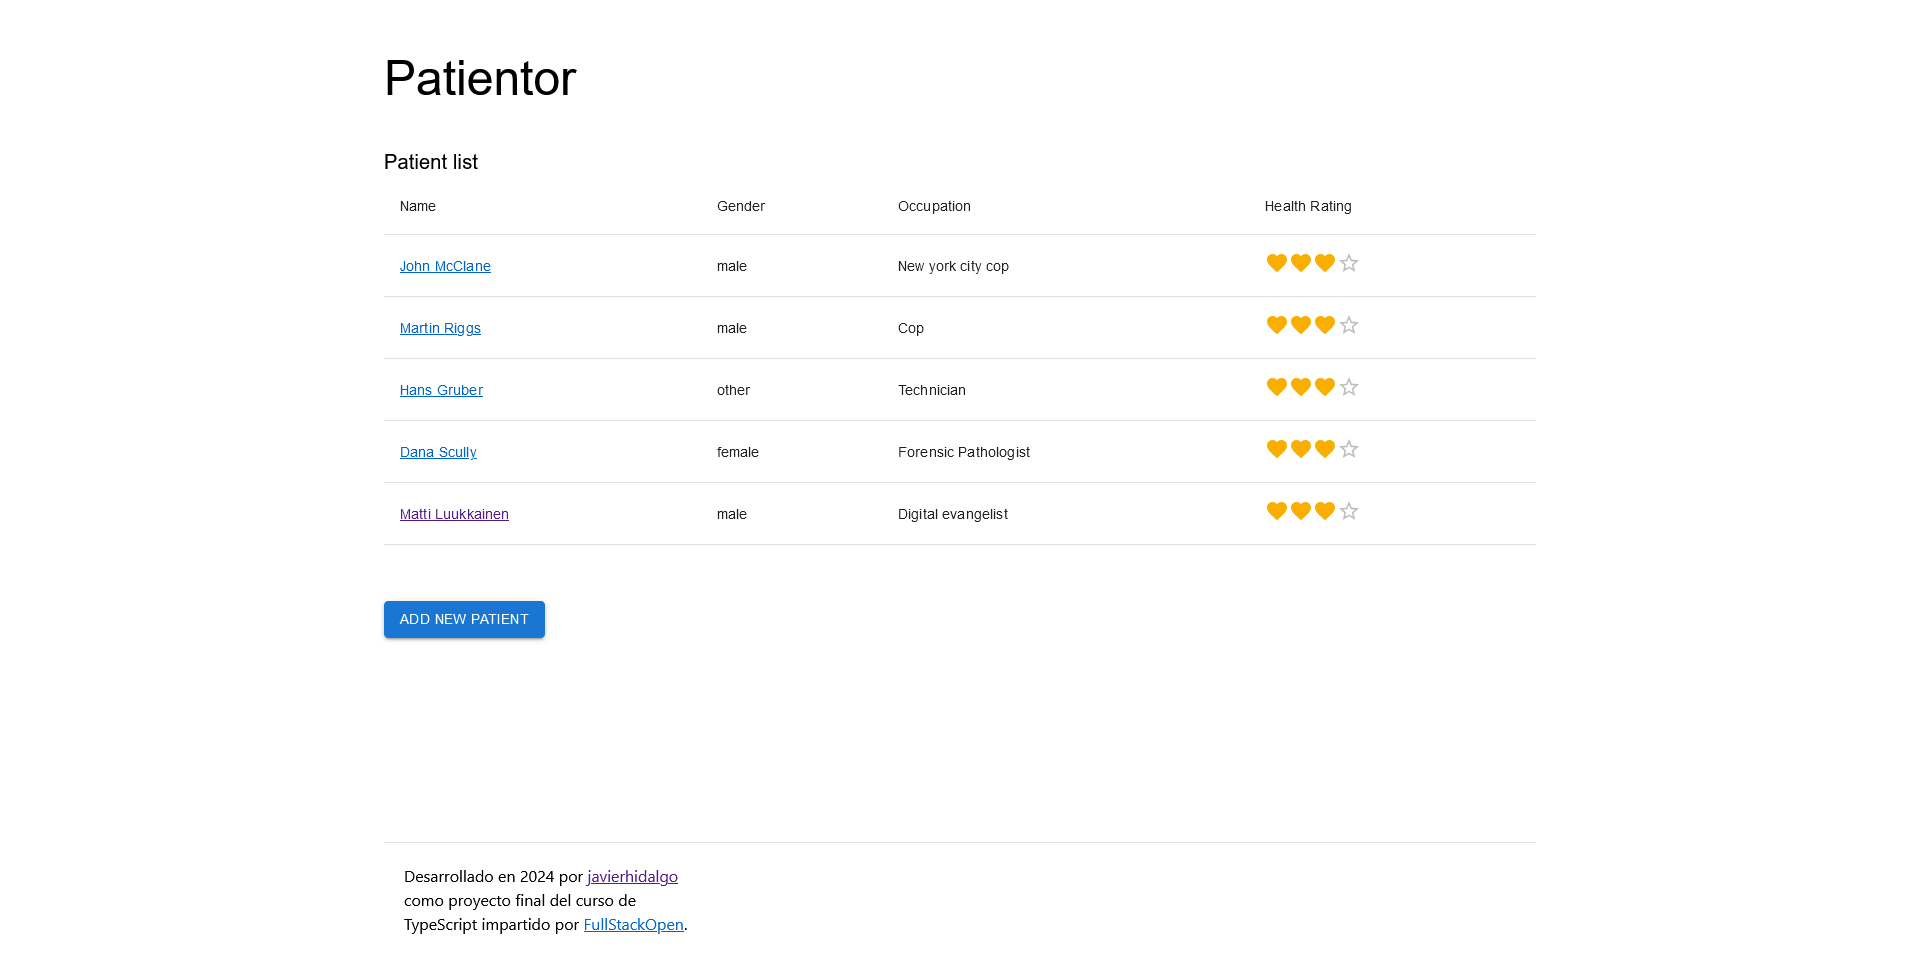 Patientor
Patient list
Name Gender Occupation Health Rating
John McClane male New york city cop
Martin Riggs male Cop
Hans Gruber other Technician
Dana Scully female Forensic Pathologist
Matti Luukkainen male Digital evangelist
ADD NEW PATIENT
Desarrollado en 2024 por javierhidalgo
como proyecto final del curso de
TypeScript impartido por FullStackOpen.